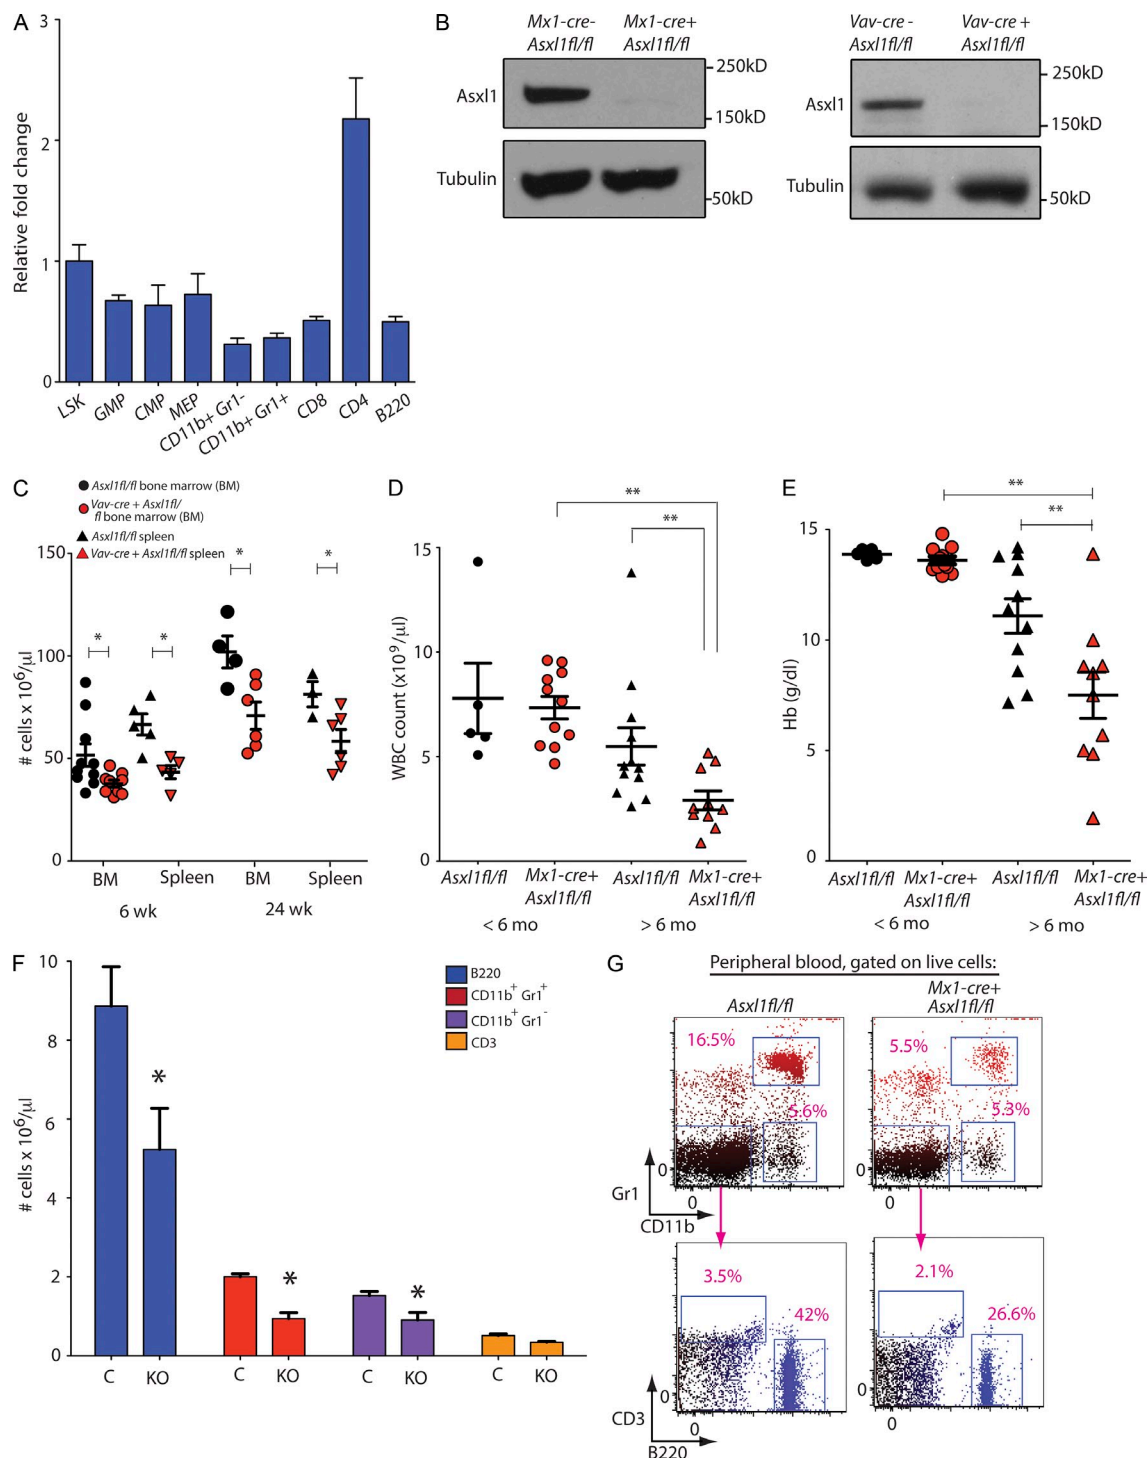 A
3
2
1
0
Relative fold change
LSK
GMP
CMP
MEP
CD11b+ Gr1-
CD11b+ Gr1+
CD8
CD4
B220
B
Mx1-cre- Mx1-cre+
Asxl1fl/fl Asxl1fl/fl
250kD
Asxl1
150kD
Tubulin
50kD
Vav-cre - Vav-cre +
Asxl1fl/fl Asxl1fl/fl
250kD
Asxl1
150kD
Tubulin
50kD
C
Asxl1fl/fl bone marrow (BM)
Vav-cre + Asxl1fl/
fl bone marrow (BM)
Asxl1fl/fl spleen
Vav-cre + Asxl1fl/fl spleen
150
100
50
0
# cells x 10⁶/μl
* * * *
BM Spleen BM Spleen
6 wk 24 wk
D
**
**
15
10
5
0
WBC count (x10⁹/μl)
Asxl1fl/fl Mx1-cre+ Asxl1fl/fl Mx1-cre+
Asxl1fl/fl Asxl1fl/fl
< 6 mo > 6 mo
E
**
**
15
10
5
0
Hb (g/dl)
Asxl1fl/fl Mx1-cre+ Asxl1fl/fl Mx1-cre+
Asxl1fl/fl Asxl1fl/fl
< 6 mo > 6 mo
F
10
8
6
4
2
0
# cells x 10⁶/μl
B220
CD11b⁺ Gr1⁺
CD11b⁺ Gr1⁻
CD3
* * *
C KO C KO C KO C KO
G
Peripheral blood, gated on live cells:
Asxl1fl/fl
Mx1-cre+
Asxl1fl/fl
16.5%
5.6%
5.5%
5.3%
0
0
0
0
Gr1
CD11b
3.5%
42%
2.1%
26.6%
0
0
0
0
CD3
B220